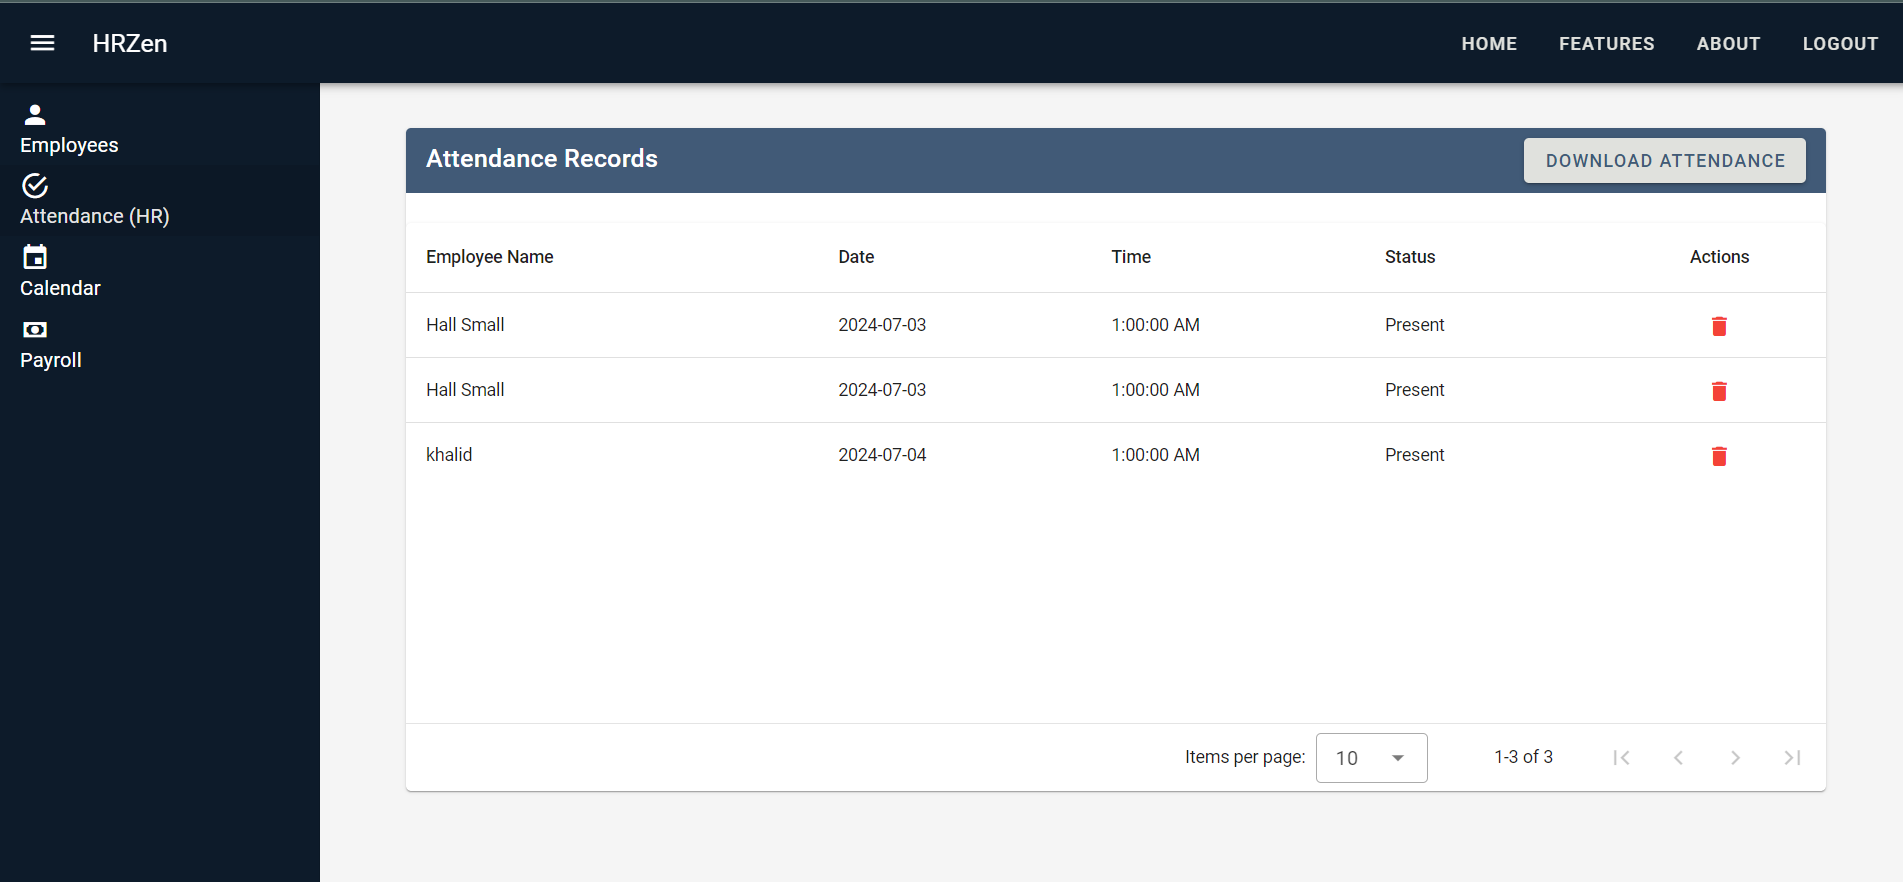 HRZen HOME FEATURES ABOUT LOGOUT
Employees
Attendance (HR)
Calendar
Payroll
Attendance Records DOWNLOAD ATTENDANCE
Employee Name Date Time Status Actions
Hall Small 2024-07-03 1:00:00 AM Present
Hall Small 2024-07-03 1:00:00 AM Present
khalid 2024-07-04 1:00:00 AM Present
Items per page: 10 1-3 of 3